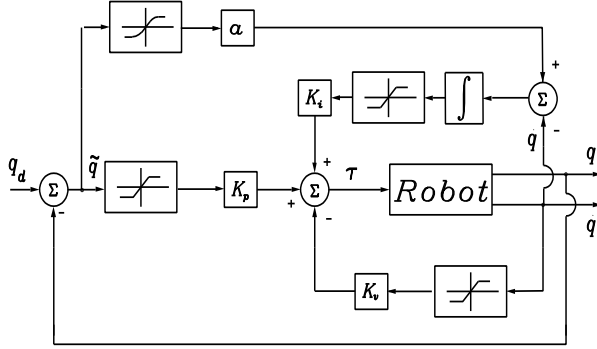 a
+
K_i
∫
Σ
-
q̇
q_d
Σ
q̃
-
K_p
+
+
Σ
-
τ
Robot
q
q̇
K_v